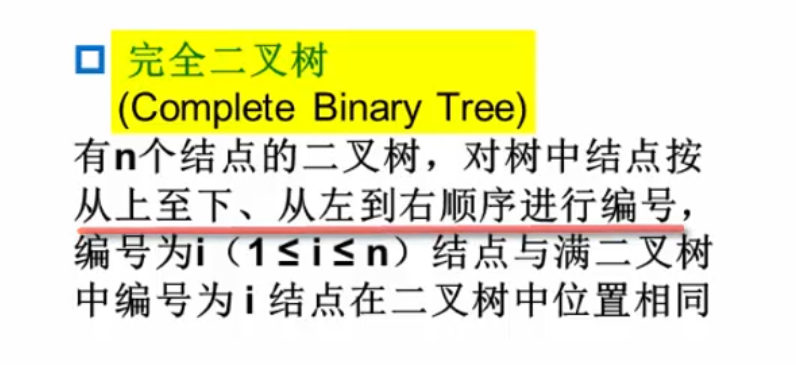 完全二叉树
(Complete Binary Tree)
有n个结点的二叉树，对树中结点按
从上至下、从左到右顺序进行编号，
编号为i（1≤i≤n）结点与满二叉树
中编号为 i 结点在二叉树中位置相同